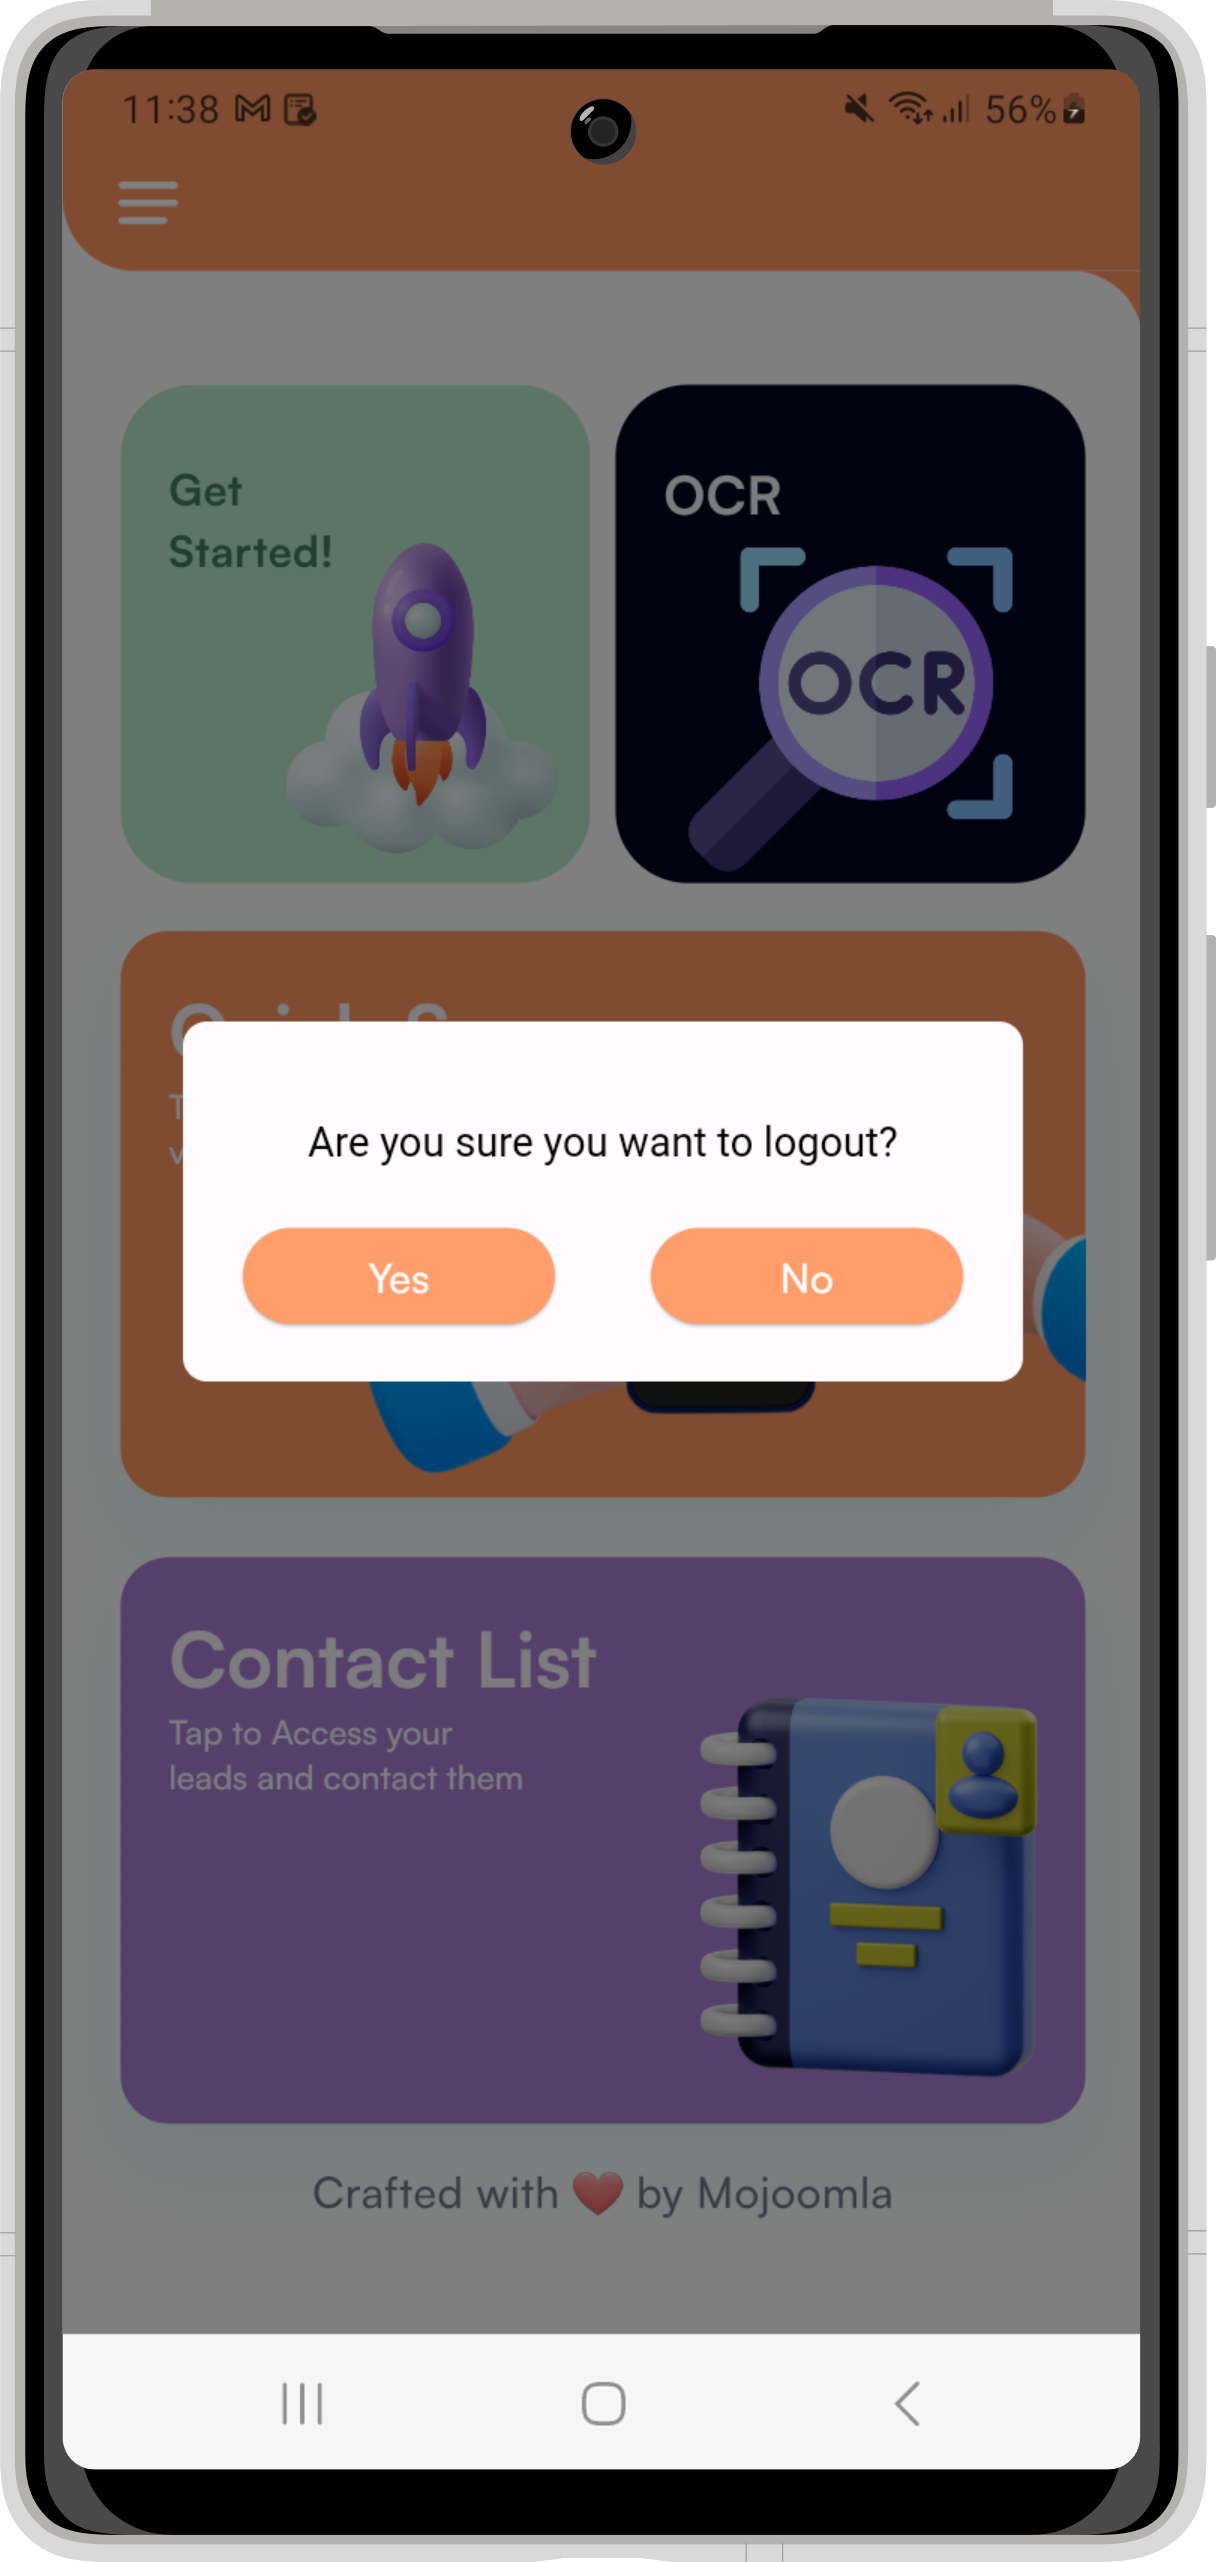 11:38
56%
Get
Started!
OCR
OCR
Are you sure you want to logout?
Yes
No
Contact List
Tap to Access your
leads and contact them
Crafted with ❤️ by Mojoomla